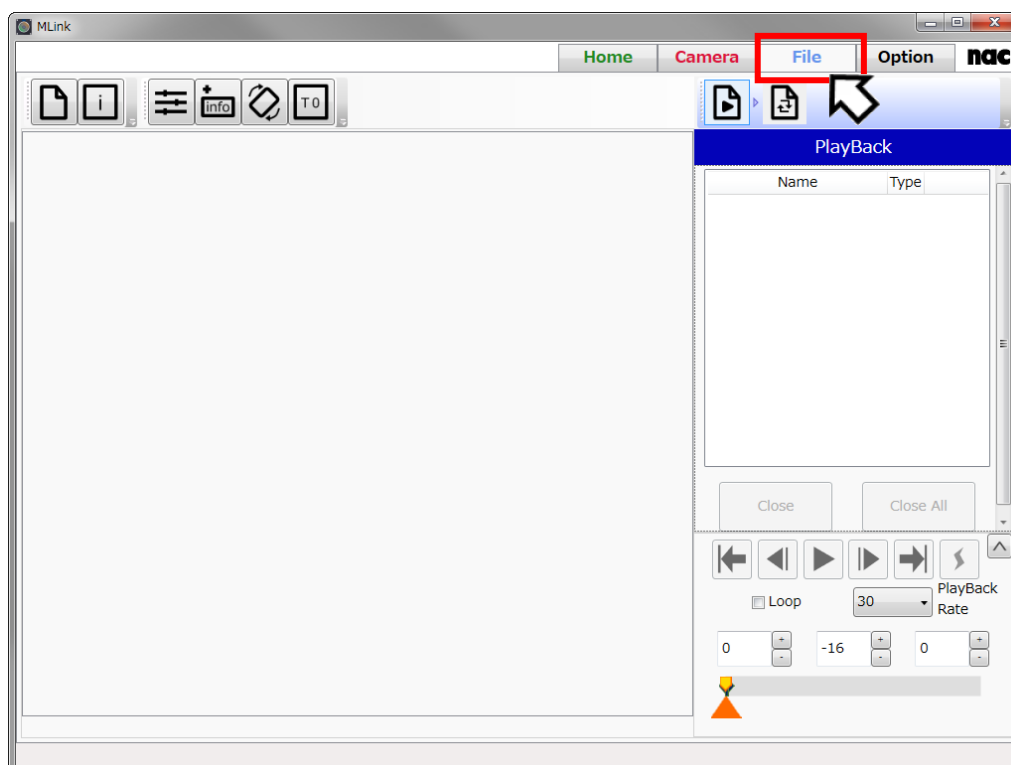 MLink
Home Camera File Option nac
i info T0
PlayBack
Name Type
Close Close All
Loop 30 PlayBack
Rate
0 + - -16 + - 0 + -